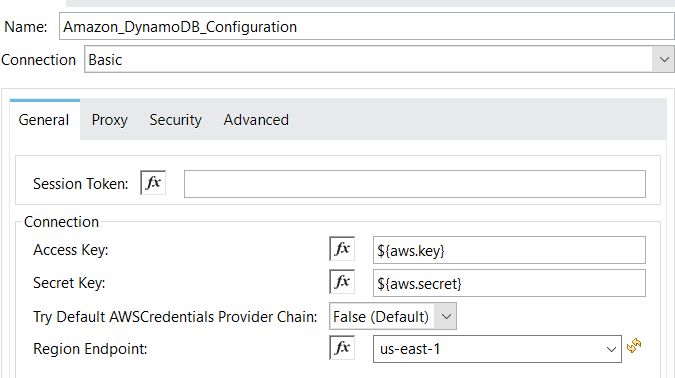 Name: Amazon_DynamoDB_Configuration
Connection Basic
General Proxy Security Advanced
Session Token: fx
Connection
Access Key: fx ${aws.key}
Secret Key: fx ${aws.secret}
Try Default AWSCredentials Provider Chain: False (Default)
Region Endpoint: fx us-east-1